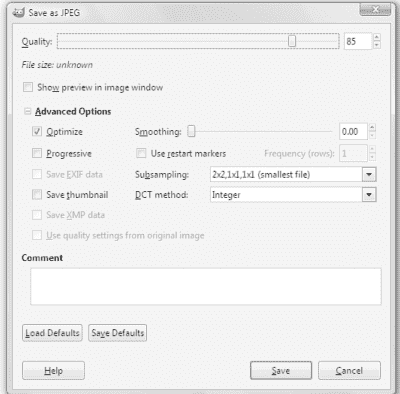 Save as JPEG
Quality: 85
File size: unknown
Show preview in image window
Advanced Options
Optimize Smoothing: 0.00
Progressive Use restart markers Frequency (rows): 1
Save EXIF data Subsampling: 2x2,1x1,1x1 (smallest file)
Save thumbnail DCT method: Integer
Save XMP data
Use quality settings from original image
Comment
Load Defaults Save Defaults
Help Save Cancel